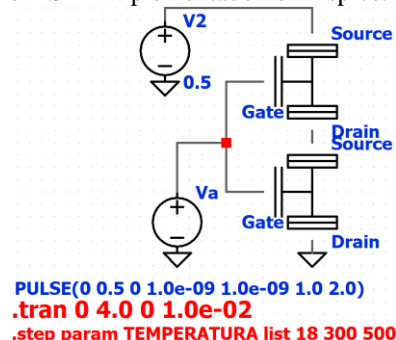 V2
Source
0.5
Gate
Drain
Source
Va
Gate
Drain
PULSE(0 0.5 0 1.0e-09 1.0e-09 1.0 2.0)
.tran 0 4.0 0 1.0e-02
.step param TEMPERATURA list 18 300 500